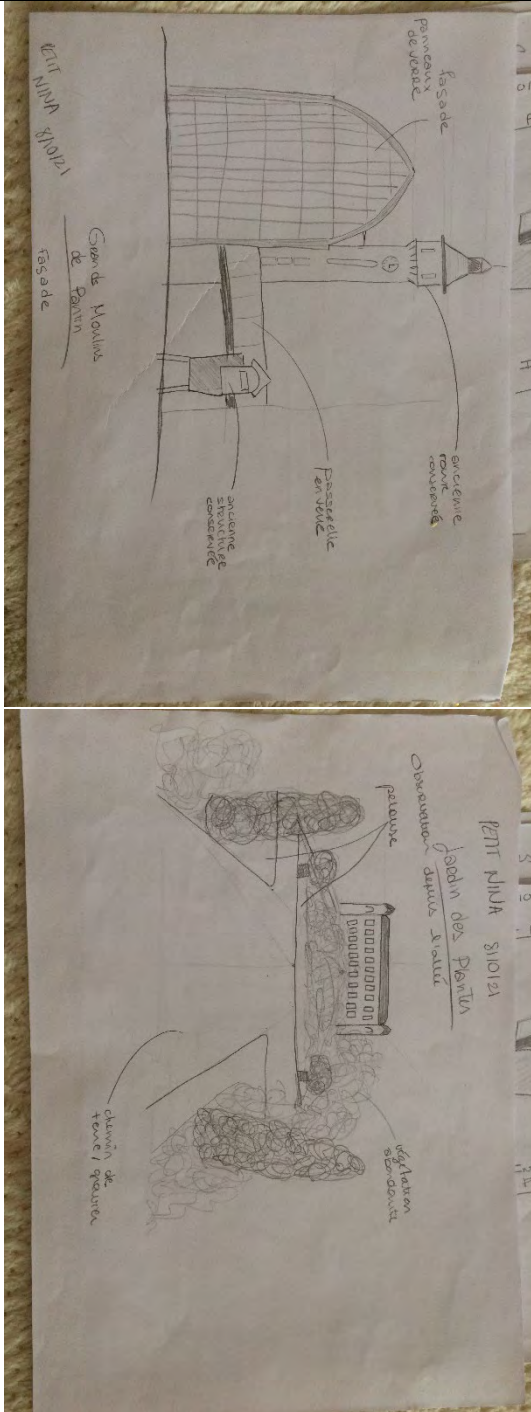 façade
panneaux
de verre
ancienne
route
conservée
passerelle
en verre
ancienne
structure
conservée
Grands Moulins
de Pantin
façade
PETIT NINA 8/10/21
PETIT NINA 8/10/21
Jardin des Plantes
Observation depuis l'allée
pelouse
végétation
abondante
chemin de
terre/gravier